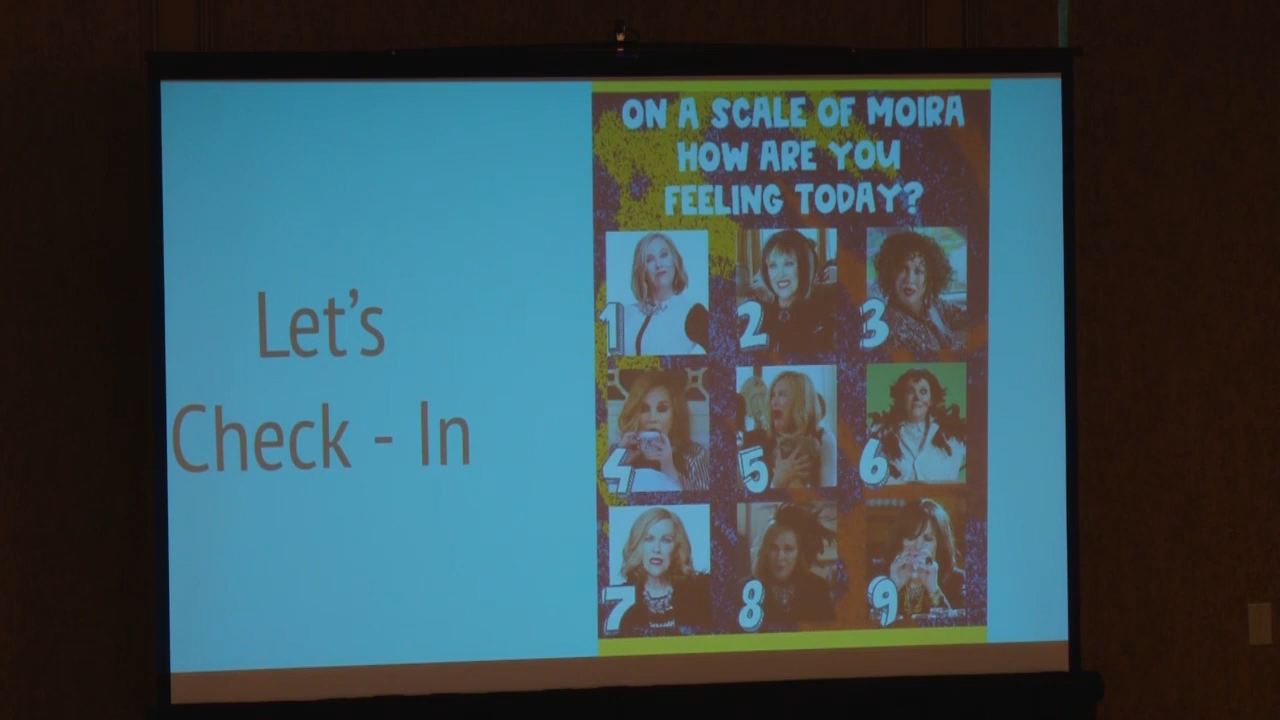 Let's
Check - In
ON A SCALE OF MOIRA
HOW ARE YOU
FEELING TODAY?
1
2
3
4
5
6
7
8
9